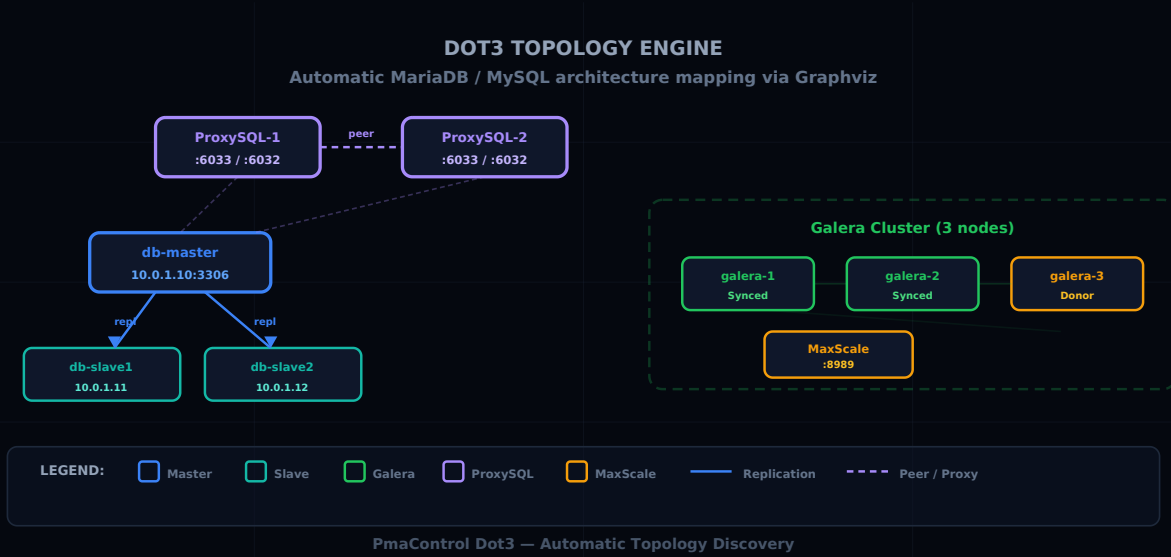 DOT3 TOPOLOGY ENGINE
Automatic MariaDB / MySQL architecture mapping via Graphviz
ProxySQL-1
:6033 / :6032
peer
ProxySQL-2
:6033 / :6032
db-master
10.0.1.10:3306
repl
repl
db-slave1
10.0.1.11
db-slave2
10.0.1.12
Galera Cluster (3 nodes)
galera-1
Synced
galera-2
Synced
galera-3
Donor
MaxScale
:8989
LEGEND:
Master
Slave
Galera
ProxySQL
MaxScale
Replication
Peer / Proxy
PmaControl Dot3 — Automatic Topology Discovery